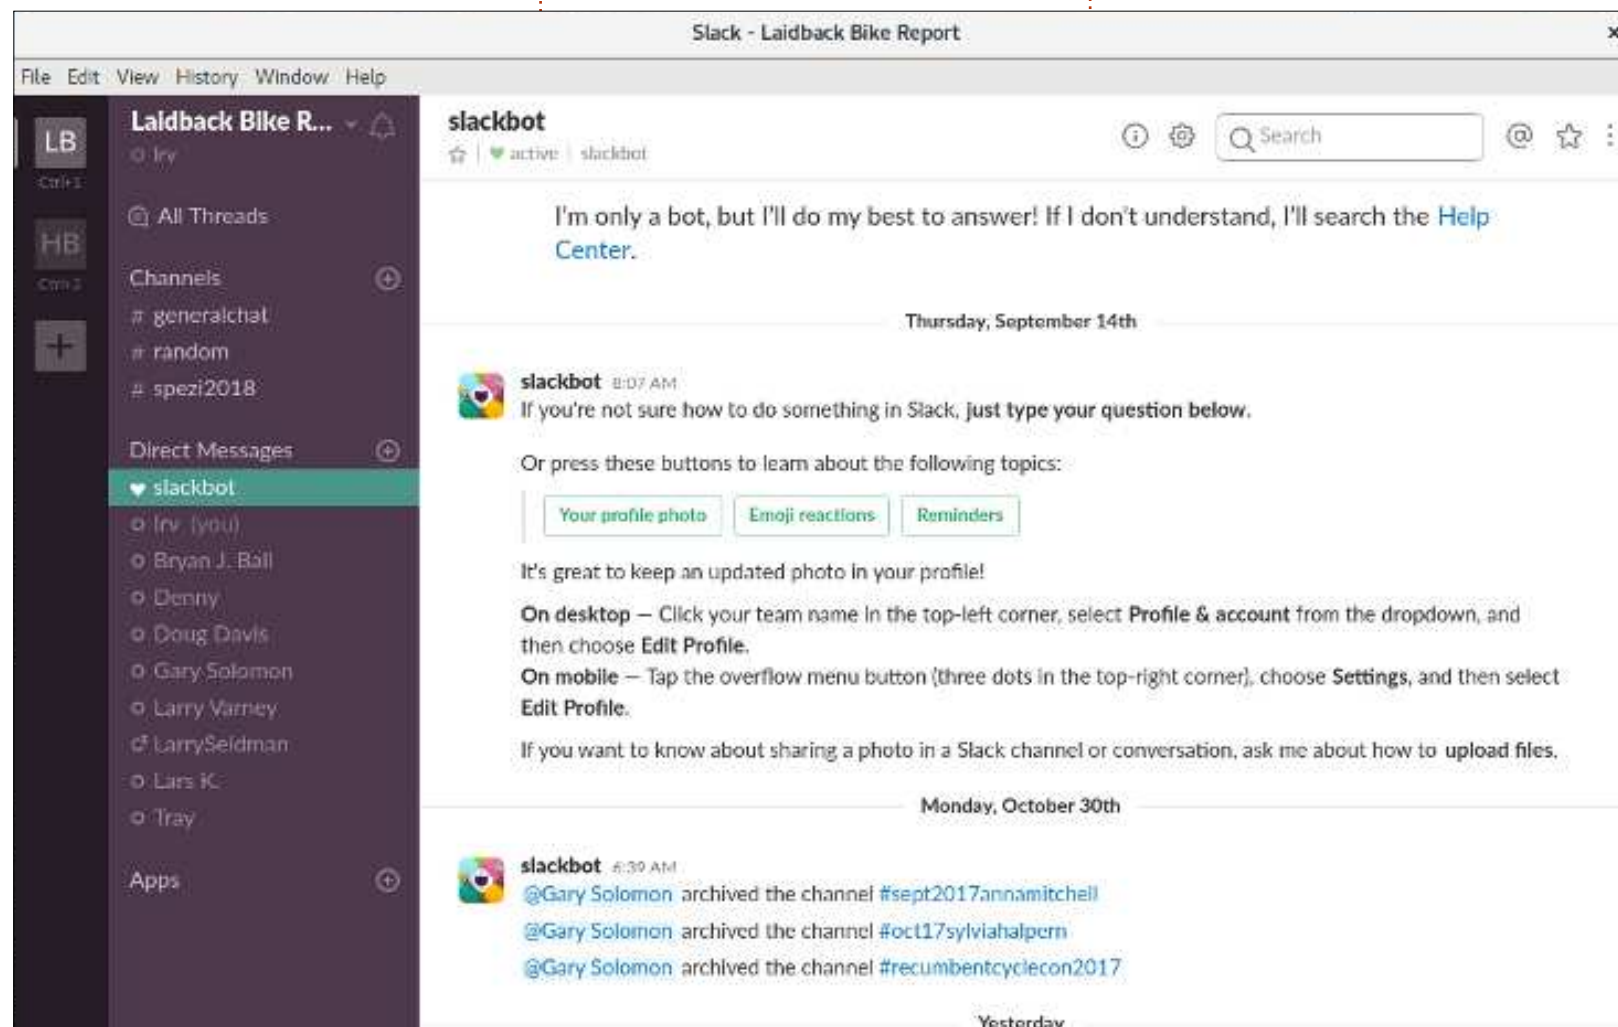 Slack - Laidback Bike Report
File Edit View History Window Help
LB
Ctrl+1
HB
Ctrl+2
Laidback Bike R...
Irv
All Threads
Channels
# generalchat
# random
# spezi2018
Direct Messages
slackbot
Irv (you)
Bryan J. Ball
Denny
Doug Davis
Gary Solomon
Larry Varney
LarrySeidman
Lars K.
Tray
Apps
slackbot
active | slackbot
Search
I'm only a bot, but I'll do my best to answer! If I don't understand, I'll search the Help
Center.
Thursday, September 14th
slackbot 8:07 AM
If you're not sure how to do something in Slack, just type your question below.
Or press these buttons to learn about the following topics:
Your profile photo Emoji reactions Reminders
It's great to keep an updated photo in your profile!
On desktop — Click your team name in the top-left corner, select Profile & account from the dropdown, and
then choose Edit Profile.
On mobile — Tap the overflow menu button (three dots in the top-right corner), choose Settings, and then select
Edit Profile.
If you want to know about sharing a photo in a Slack channel or conversation, ask me about how to upload files.
Monday, October 30th
slackbot 6:39 AM
@Gary Solomon archived the channel #sept2017annamitchell
@Gary Solomon archived the channel #oct17sylviahalpern
@Gary Solomon archived the channel #recumbentcyclecon2017
Yesterday